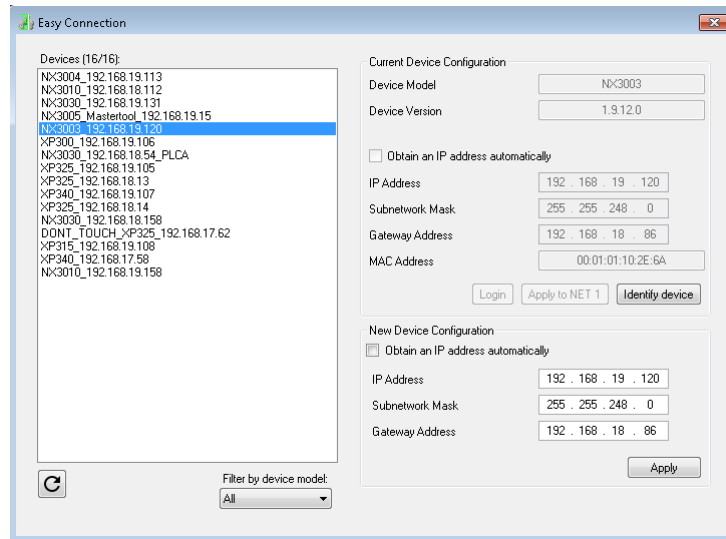 Easy Connection
Devices (16/16):
NX3004_192.168.19.113
NX3010_192.168.18.112
NX3030_192.168.19.131
NX3005_Mastertool_192.168.19.15
NX3003_192.168.19.120
XP300_192.168.19.106
NX3030_192.168.18.54_PLCA
XP325_192.168.19.105
XP325_192.168.18.13
XP340_192.168.19.107
XP325_192.168.18.14
NX3030_192.168.18.158
DONT_TOUCH_XP325_192.168.17.62
XP315_192.168.19.108
XP340_192.168.17.58
NX3010_192.168.19.158
Filter by device model:
All
Current Device Configuration
Device Model NX3003
Device Version 1.9.12.0
Obtain an IP address automatically
IP Address 192 . 168 . 19 . 120
Subnetwork Mask 255 . 255 . 248 . 0
Gateway Address 192 . 168 . 18 . 86
MAC Address 00:01:01:10:2E:6A
Login Apply to NET 1 Identify device
New Device Configuration
Obtain an IP address automatically
IP Address 192 . 168 . 19 . 120
Subnetwork Mask 255 . 255 . 248 . 0
Gateway Address 192 . 168 . 18 . 86
Apply